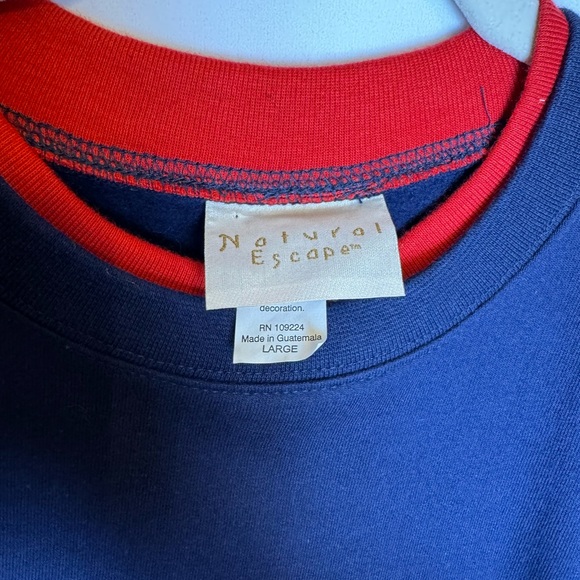 Natural
Escape™
decoration.
RN 109224
Made in Guatemala
LARGE